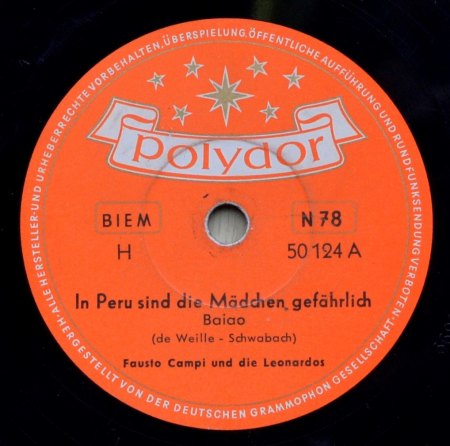 ALLE HERSTELLER- UND URHEBERRECHTE VORBEHALTEN, ÜBERSPIELUNG, ÖFFENTLICHE AUFFÜHRUNG UND RUNDFUNKSENDUNG VERBOTEN·
polydor
BIEM
N 78
H
50 124 A
In Peru sind die Mädchen gefährlich
Baiao
(de Weille - Schwabach)
Fausto Campi und die Leonardos
HERGESTELLT VON DER DEUTSCHEN GRAMMOPHON GESELLSCHAFT·